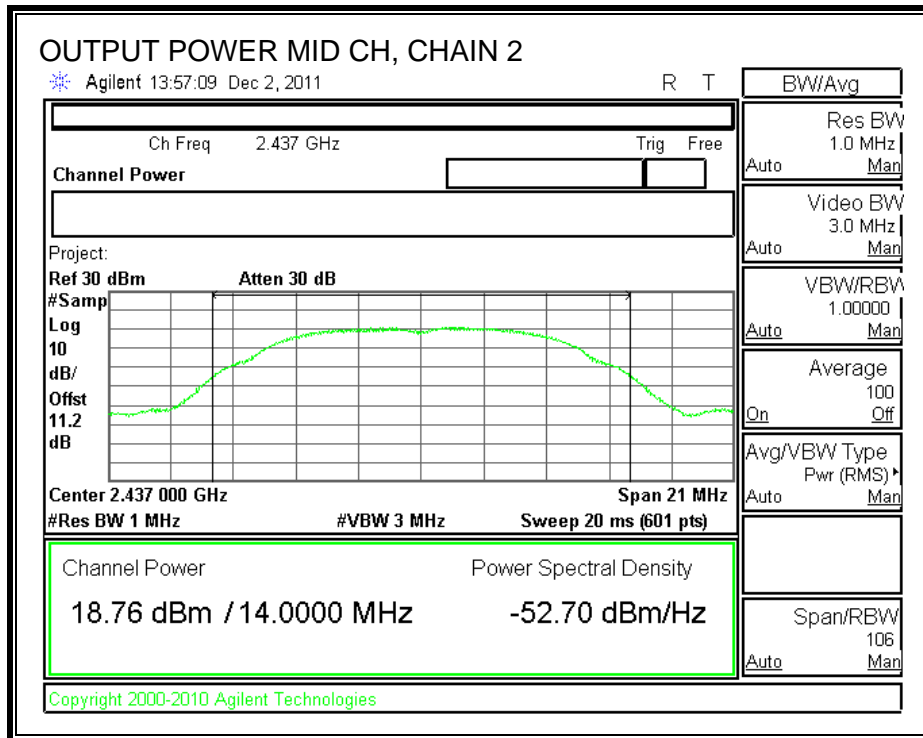 OUTPUT POWER MID CH, CHAIN 2
Agilent 13:57:09 Dec 2, 2011 R T
Ch Freq 2.437 GHz Trig Free
Channel Power
Project:
Ref 30 dBm Atten 30 dB
#Samp
Log
10
dB/
Offst
11.2
dB
Center 2.437 000 GHz Span 21 MHz
#Res BW 1 MHz #VBW 3 MHz Sweep 20 ms (601 pts)
Channel Power Power Spectral Density
18.76 dBm / 14.0000 MHz -52.70 dBm/Hz
Copyright 2000-2010 Agilent Technologies
BW/Avg
Res BW
1.0 MHz
Auto Man
Video BW
3.0 MHz
Auto Man
VBW/RBW
1.00000
Auto Man
Average
100
On Off
Avg/VBW Type
Pwr (RMS)
Auto Man
Span/RBW
106
Auto Man